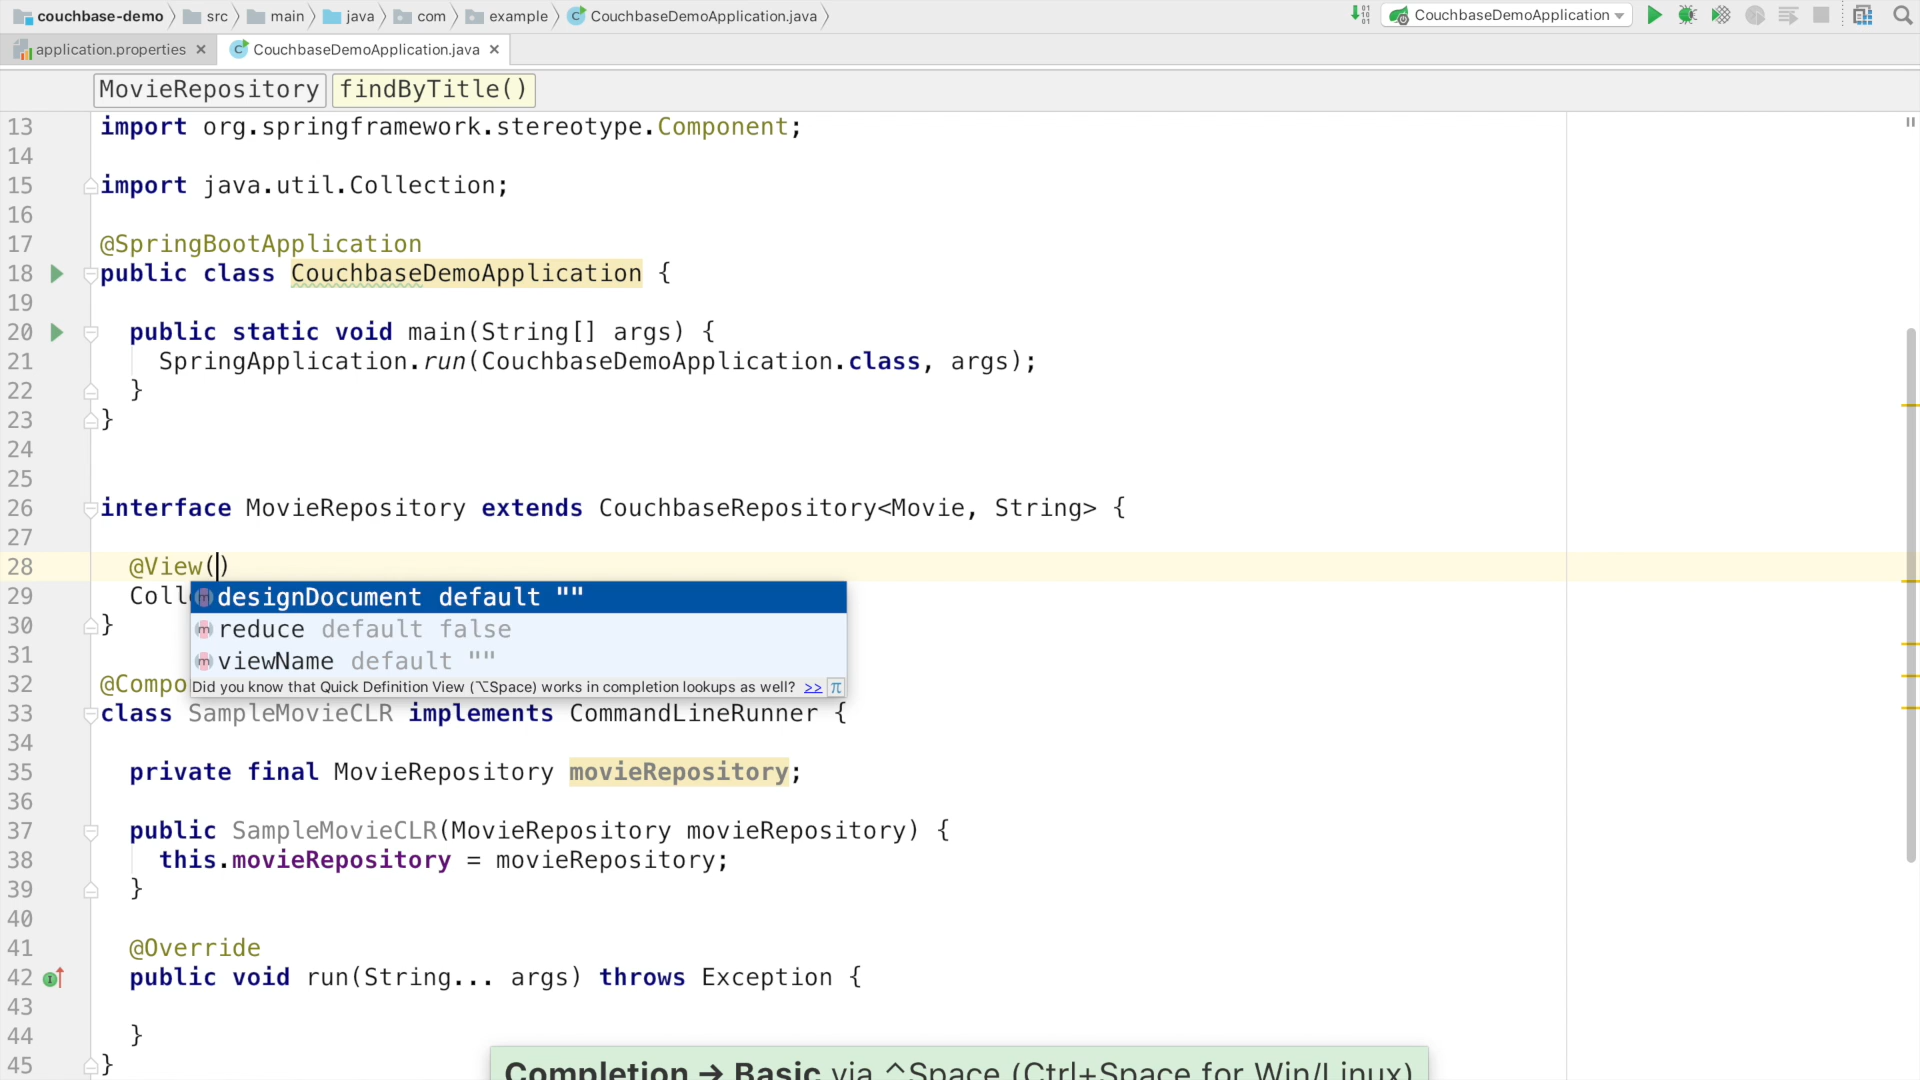 couchbase-demo src main java com example CouchbaseDemoApplication.java CouchbaseDemoApplication
application.properties CouchbaseDemoApplication.java
MovieRepository findByTitle()
13 import org.springframework.stereotype.Component;
14
15 import java.util.Collection;
16
17 @SpringBootApplication
18 public class CouchbaseDemoApplication {
19
20 public static void main(String[] args) {
21 SpringApplication.run(CouchbaseDemoApplication.class, args);
22 }
23 }
24
25
26 interface MovieRepository extends CouchbaseRepository<Movie, String> {
27
28 @View()
29 Coll
designDocument default ""
30 }
reduce default false
31
viewName default ""
32 @Compo
Did you know that Quick Definition View (⌥Space) works in completion lookups as well? >> π
33 class SampleMovieCLR implements CommandLineRunner {
34
35 private final MovieRepository movieRepository;
36
37 public SampleMovieCLR(MovieRepository movieRepository) {
38 this.movieRepository = movieRepository;
39 }
40
41 @Override
42 public void run(String... args) throws Exception {
43
44 }
45 }
Completion → Basic via ^Space (Ctrl+Space for Win/Linux)